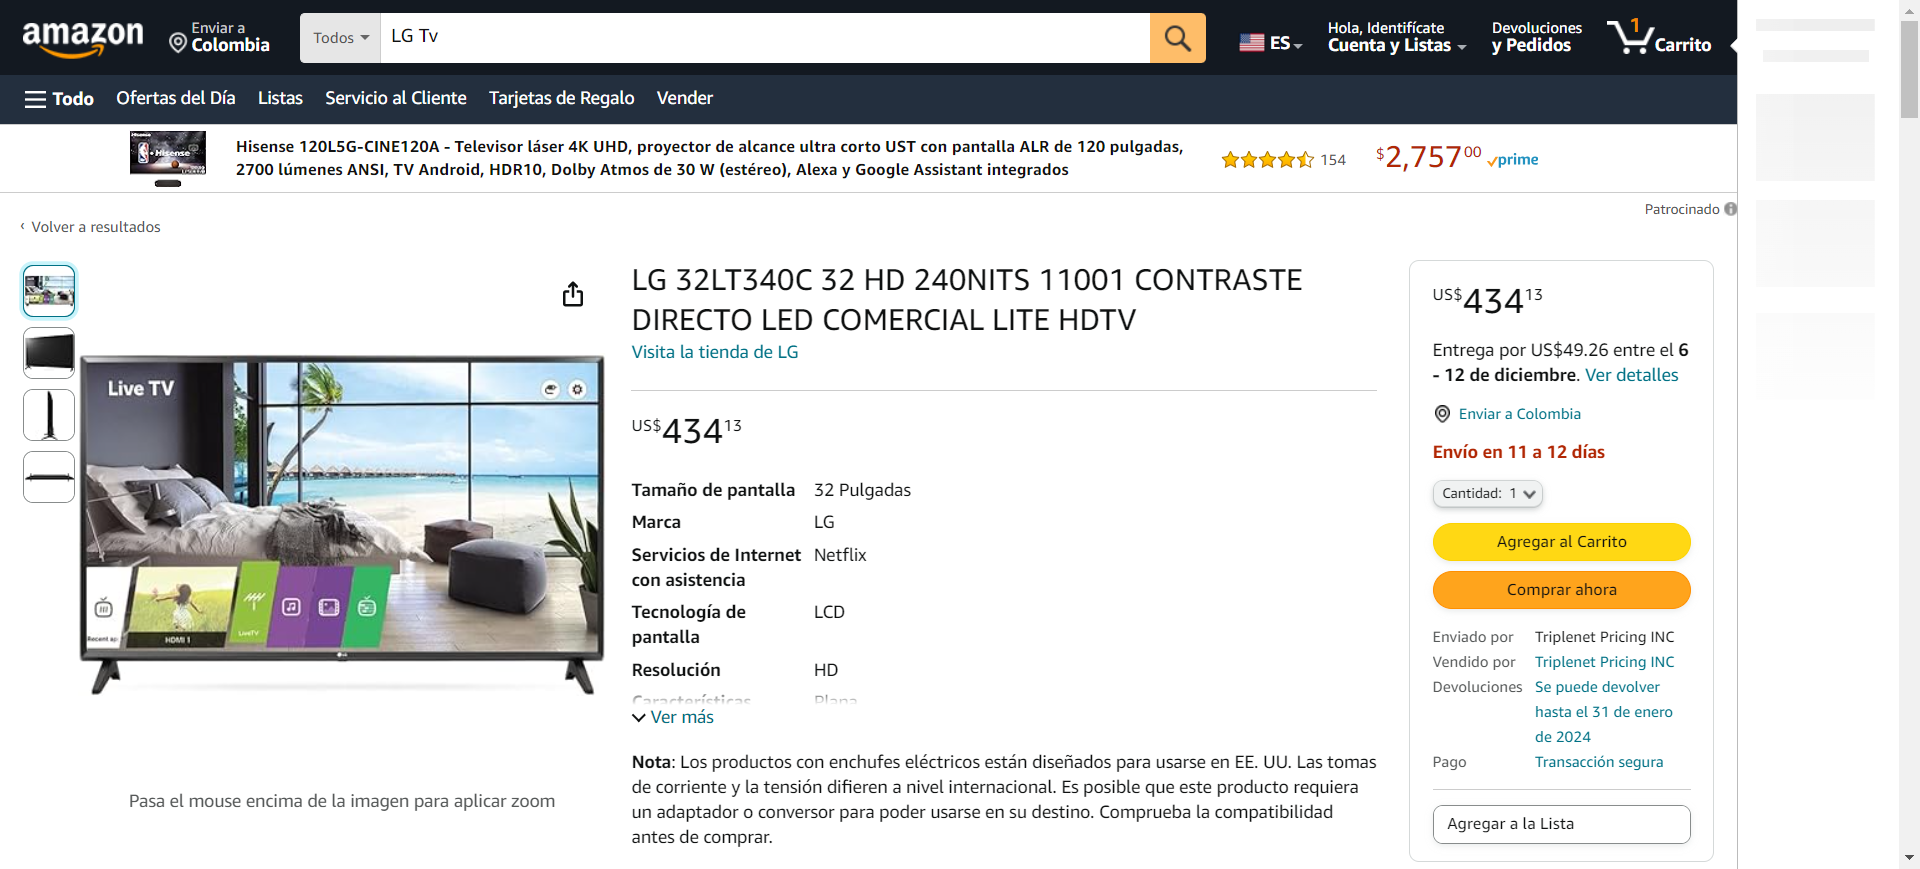 amazon
Enviar a
Colombia
Todos
LG Tv
ES
Hola, Identifícate
Cuenta y Listas
Devoluciones
y Pedidos
1
Carrito
Todo
Ofertas del Día
Listas
Servicio al Cliente
Tarjetas de Regalo
Vender
Hisense
Hisense 120L5G-CINE120A - Televisor láser 4K UHD, proyector de alcance ultra corto UST con pantalla ALR de 120 pulgadas,
2700 lúmenes ANSI, TV Android, HDR10, Dolby Atmos de 30 W (estéreo), Alexa y Google Assistant integrados
154
$2,75700
prime
Patrocinado
‹ Volver a resultados
Live TV
Recent ap
HDMI 1
LiveTV
LG
Pasa el mouse encima de la imagen para aplicar zoom
LG 32LT340C 32 HD 240NITS 11001 CONTRASTE
DIRECTO LED COMERCIAL LITE HDTV
Visita la tienda de LG
US$43413
Tamaño de pantalla 32 Pulgadas
Marca LG
Servicios de Internet Netflix
con asistencia
Tecnología de LCD
pantalla
Resolución HD
Características Plana
Ver más
Nota: Los productos con enchufes eléctricos están diseñados para usarse en EE. UU. Las tomas
de corriente y la tensión difieren a nivel internacional. Es posible que este producto requiera
un adaptador o conversor para poder usarse en su destino. Comprueba la compatibilidad
antes de comprar.
US$43413
Entrega por US$49.26 entre el 6
- 12 de diciembre. Ver detalles
Enviar a Colombia
Envío en 11 a 12 días
Cantidad: 1
Agregar al Carrito
Comprar ahora
Enviado por Triplenet Pricing INC
Vendido por Triplenet Pricing INC
Devoluciones Se puede devolver
hasta el 31 de enero
de 2024
Pago Transacción segura
Agregar a la Lista